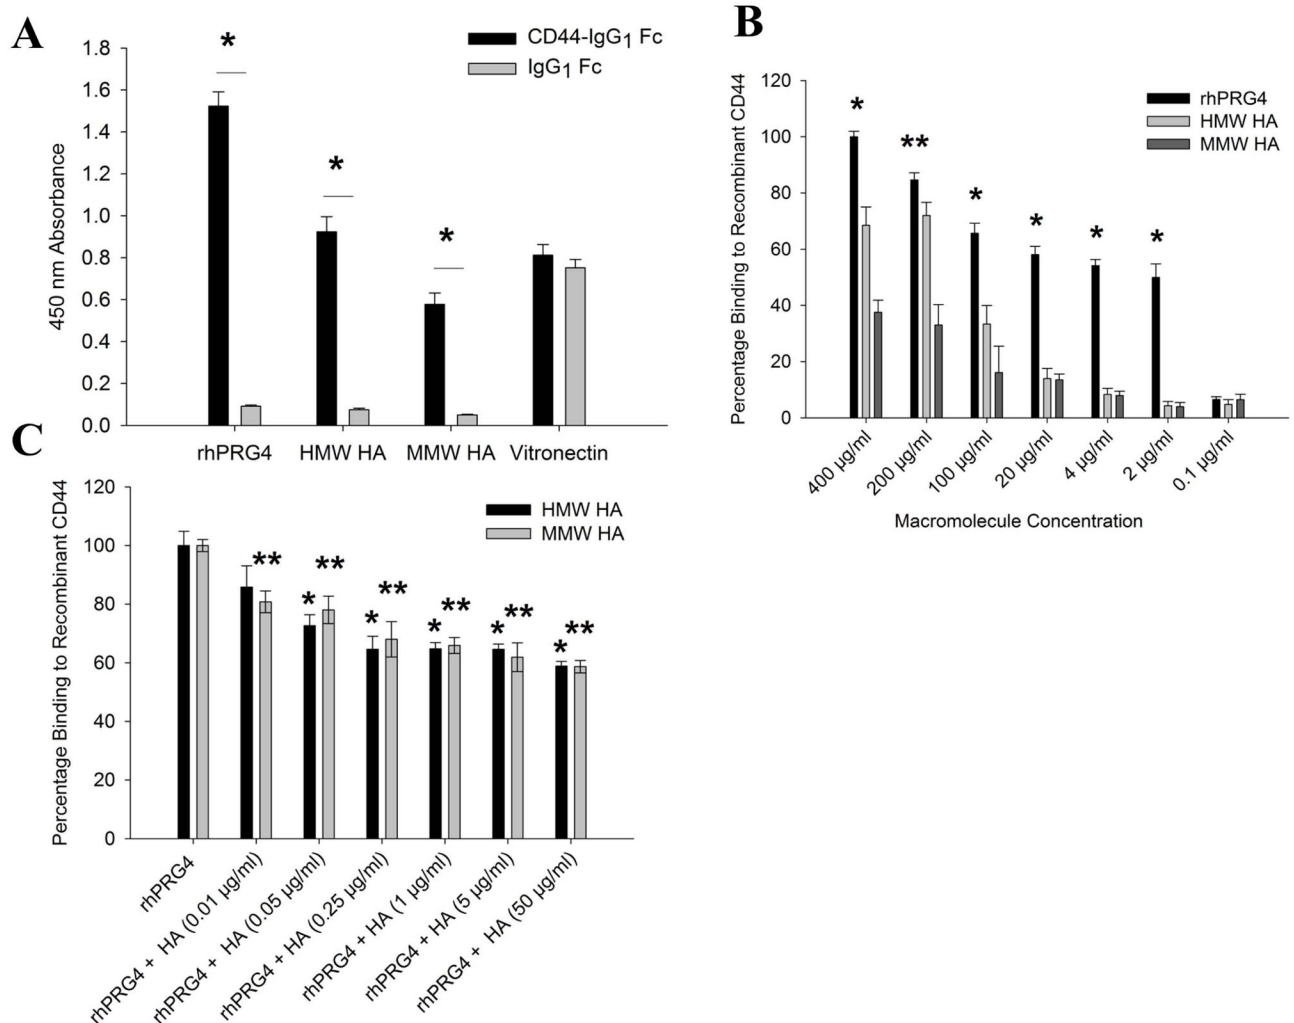 A
CD44-IgG1 Fc
IgG1 Fc
450 nm Absorbance
1.8
1.6
1.4
1.2
1.0
0.8
0.6
0.4
0.2
0.0
*
*
*
rhPRG4 HMW HA MMW HA Vitronectin
B
rhPRG4
HMW HA
MMW HA
Percentage Binding to Recombinant CD44
120
100
80
60
40
20
0
*
**
*
*
*
*
400 µg/ml
200 µg/ml
100 µg/ml
20 µg/ml
4 µg/ml
2 µg/ml
0.1 µg/ml
Macromolecule Concentration
C
HMW HA
MMW HA
Percentage Binding to Recombinant CD44
120
100
80
60
40
20
0
**
*
**
*
**
*
**
*
**
*
**
rhPRG4
rhPRG4 + HA (0.01 µg/ml)
rhPRG4 + HA (0.05 µg/ml)
rhPRG4 + HA (0.25 µg/ml)
rhPRG4 + HA (1 µg/ml)
rhPRG4 + HA (5 µg/ml)
rhPRG4 + HA (50 µg/ml)